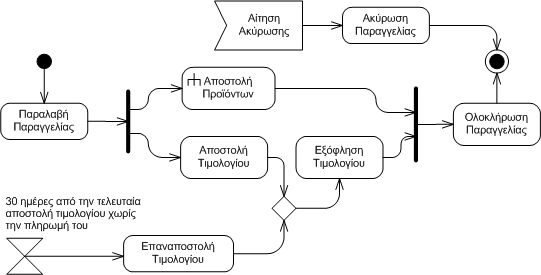 Αίτηση
Ακύρωσης
Ακύρωση
Παραγγελίας
Αποστολή
Προϊόντων
Παραλαβή
Παραγγελίας
Ολοκλήρωση
Παραγγελίας
Αποστολή
Τιμολογίου
Εξόφληση
Τιμολογίου
30 ημέρες από την τελευταία
αποστολή τιμολογίου χωρίς
την πληρωμή του
Επαναποστολή
Τιμολογίου